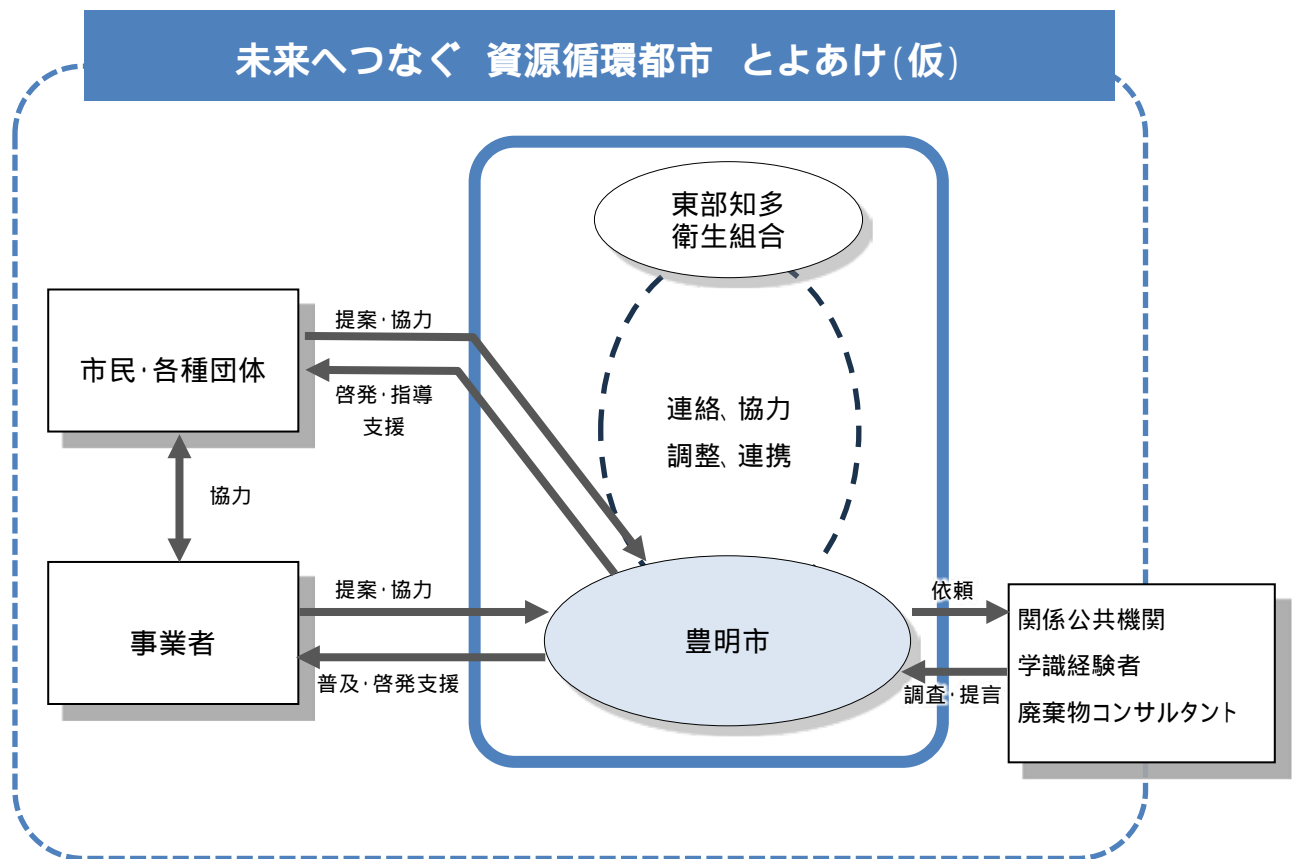 未来へつなぐ 資源循環都市 とよあけ(仮)
東部知多
衛生組合
市民・各種団体
提案・協力
啓発・指導
支援
連絡、協力
調整、連携
協力
事業者
提案・協力
普及・啓発支援
豊明市
依頼
調査・提言
関係公共機関
学識経験者
廃棄物コンサルタント